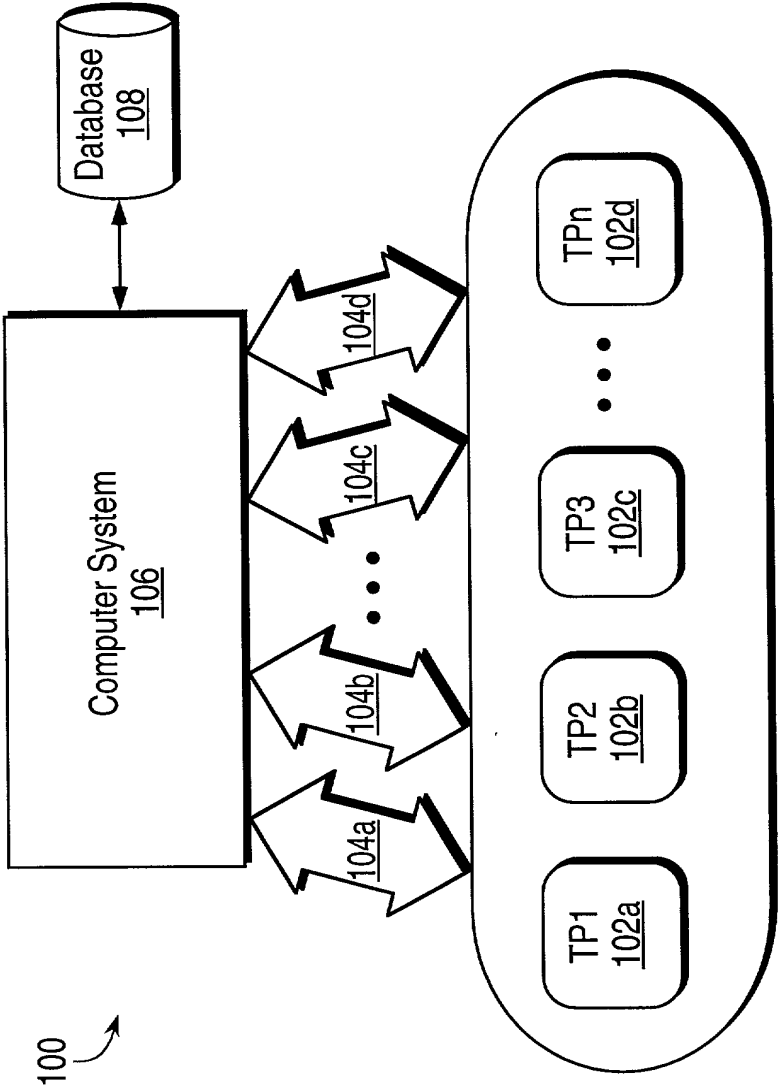 100
Computer System
106
Database
108
104a
104b
104c
104d
TP1
102a
TP2
102b
TP3
102c
TPn
102d